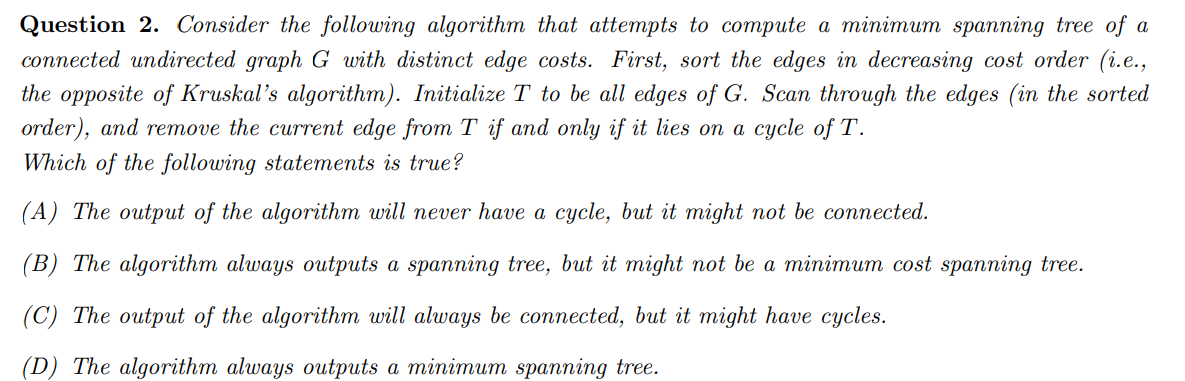 Question 2. Consider the following algorithm that attempts to compute a minimum spanning tree of a
connected undirected graph G with distinct edge costs. First, sort the edges in decreasing cost order (i.e.,
the opposite of Kruskal's algorithm). Initialize T to be all edges of G. Scan through the edges (in the sorted
order), and remove the current edge from T if and only if it lies on a cycle of T.
Which of the following statements is true?
(A) The output of the algorithm will never have a cycle, but it might not be connected.
(B) The algorithm always outputs a spanning tree, but it might not be a minimum cost spanning tree.
(C) The output of the algorithm will always be connected, but it might have cycles.
(D) The algorithm always outputs a minimum spanning tree.